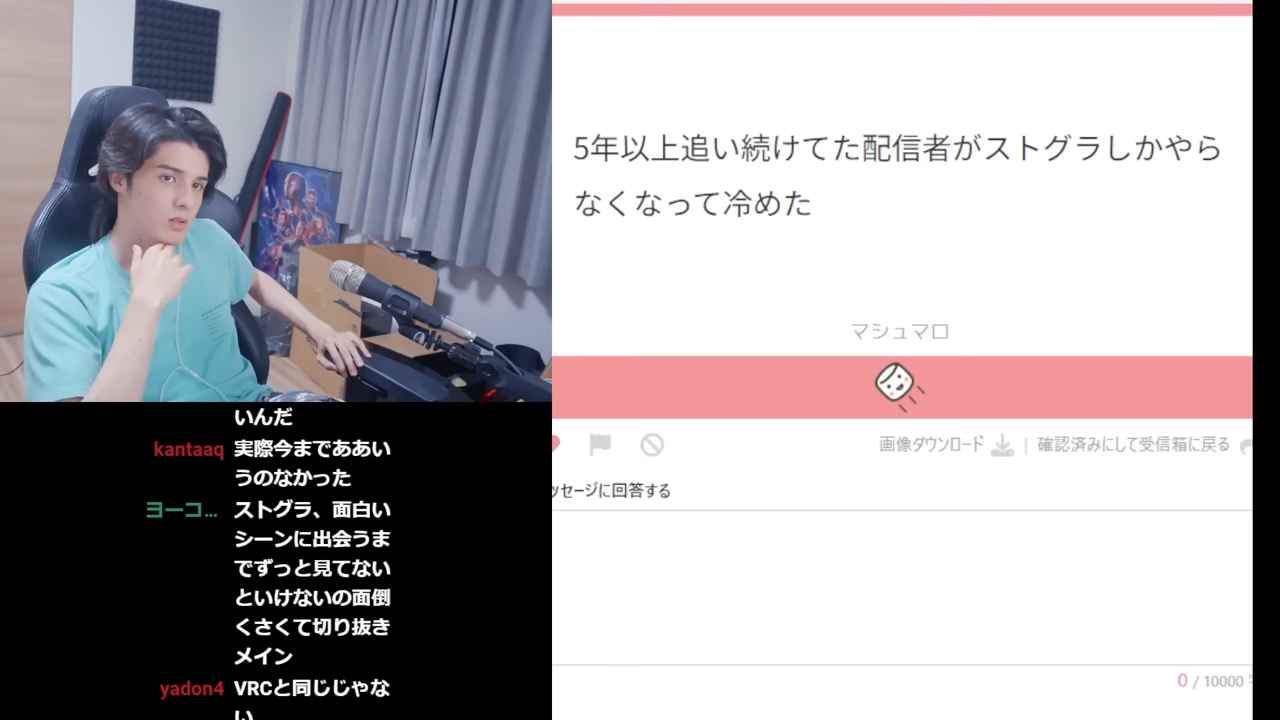 5年以上追い続けてた配信者がストグラしかやら
なくなって冷めた
マシュマロ
画像ダウンロード | 確認済みにして受信箱に戻る
ッセージに回答する
0 / 10000
いんだ
kantaaq 実際今までああい
うのなかった
ヨーコ... ストグラ、面白い
シーンに出会うま
でずっと見てない
といけないの面倒
くさくて切り抜き
メイン
yadon4 VRCと同じじゃな
い